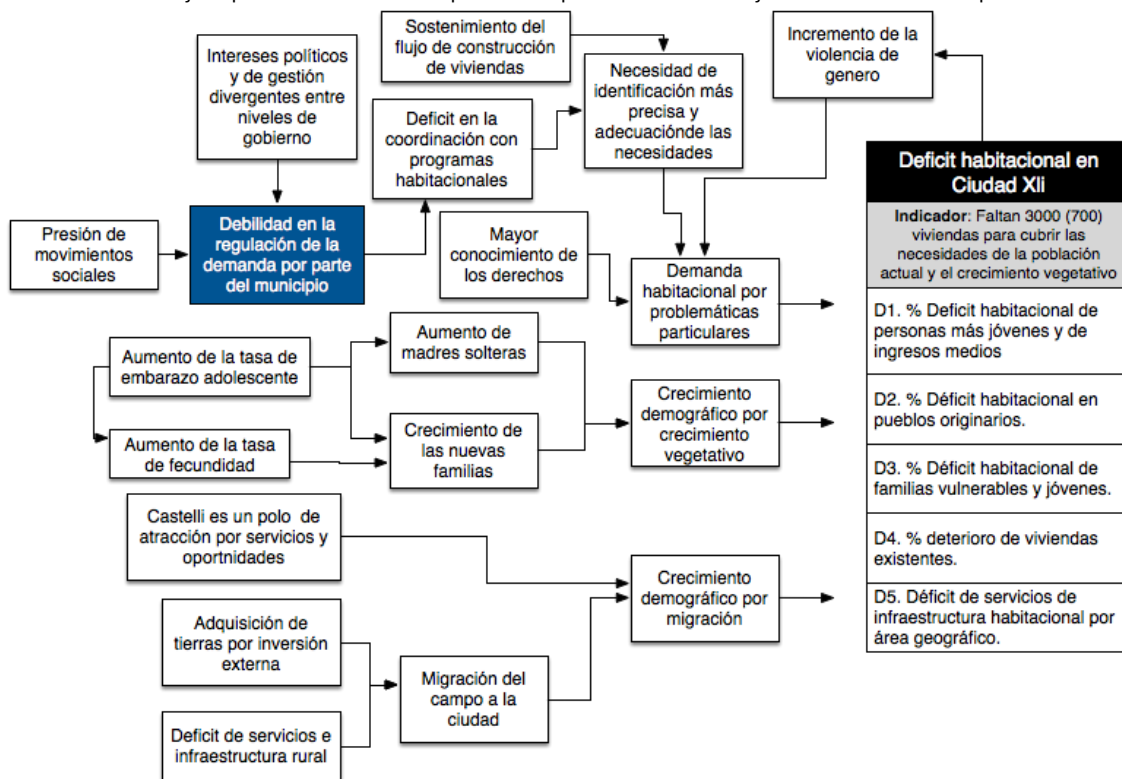 Sostenimiento del
flujo de construcción
de viviendas
Incremento de la
violencia de
genero
Intereses políticos
y de gestión
divergentes entre
niveles de
gobierno
Necesidad de
identificación más
precisa y
adecuaciónde las
necesidades
Deficit en la
coordinación con
programas
habitacionales
Deficit habitacional en
Ciudad Xli
Indicador: Faltan 3000 (700)
viviendas para cubrir las
necesidades de la población
actual y el crecimiento vegetativo
D1. % Deficit habitacional de
personas más jóvenes y de
ingresos medios
D2. % Déficit habitacional en
pueblos originarios.
D3. % Déficit habitacional de
familias vulnerables y jóvenes.
D4. % deterioro de viviendas
existentes.
D5. Déficit de servicios de
infraestructura habitacional por
área geográfico.
Presión de
movimientos
sociales
Debilidad en la
regulación de la
demanda por parte
del municipio
Mayor
conocimiento de
los derechos
Demanda
habitacional por
problemáticas
particulares
Aumento de la tasa de
embarazo adolescente
Aumento de
madres solteras
Aumento de la tasa
de fecundidad
Crecimiento de
las nuevas
familias
Crecimiento
demográfico por
crecimiento
vegetativo
Castelli es un polo de
atracción por servicios y
oportnidades
Crecimiento
demográfico por
migración
Adquisición de
tierras por inversión
externa
Migración del
campo a la
ciudad
Deficit de servicios e
infraestructura rural